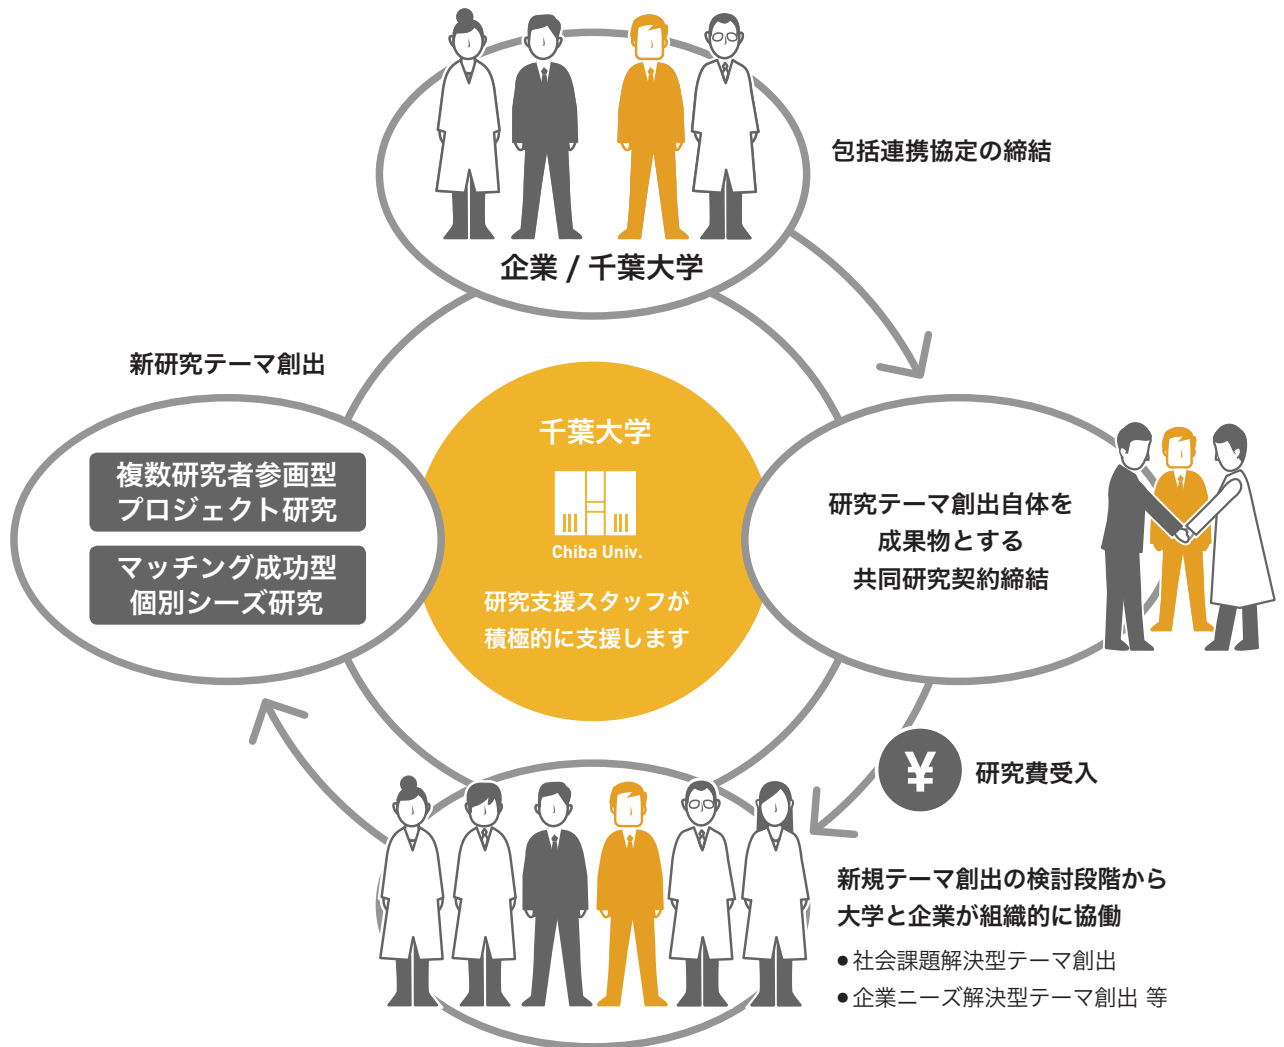 包括連携協定の締結
企業 / 千葉大学
新研究テーマ創出
複数研究者参画型
プロジェクト研究
マッチング成功型
個別シーズ研究
千葉大学
Chiba Univ.
研究支援スタッフが
積極的に支援します
研究テーマ創出自体を
成果物とする
共同研究契約締結
¥
研究費受入
新規テーマ創出の検討段階から
大学と企業が組織的に協働
●社会課題解決型テーマ創出
●企業ニーズ解決型テーマ創出 等